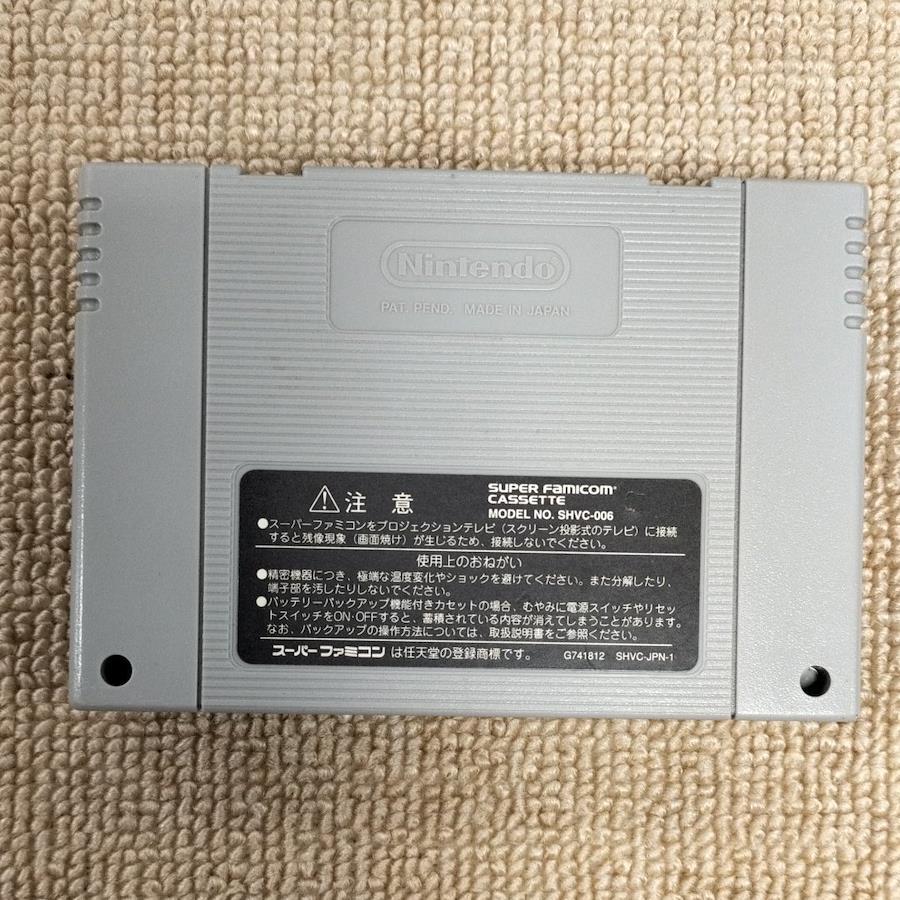 Nintendo
PAT. PEND. MADE IN JAPAN
⚠注 意
SUPER FAMICOM®
CASSETTE
MODEL NO. SHVC-006
●スーパーファミコンをプロジェクションテレビ（スクリーン投影式のテレビ）に接続
すると残像現象（画面焼け）が生じるため、接続しないでください。
使用上のおねがい
●精密機器につき、極端な温度変化やショックを避けてください。また分解したり、
端子部を汚したりしないでください。
●バッテリーバックアップ機能付きカセットの場合、むやみに電源スイッチやリセッ
トスイッチをON・OFFすると、蓄積されている内容が消えてしまうことがあります。
なお、バックアップの操作方法については、取扱説明書をご参照ください。
スーパーファミコン は任天堂の登録商標です。 G741812 SHVC-JPN-1